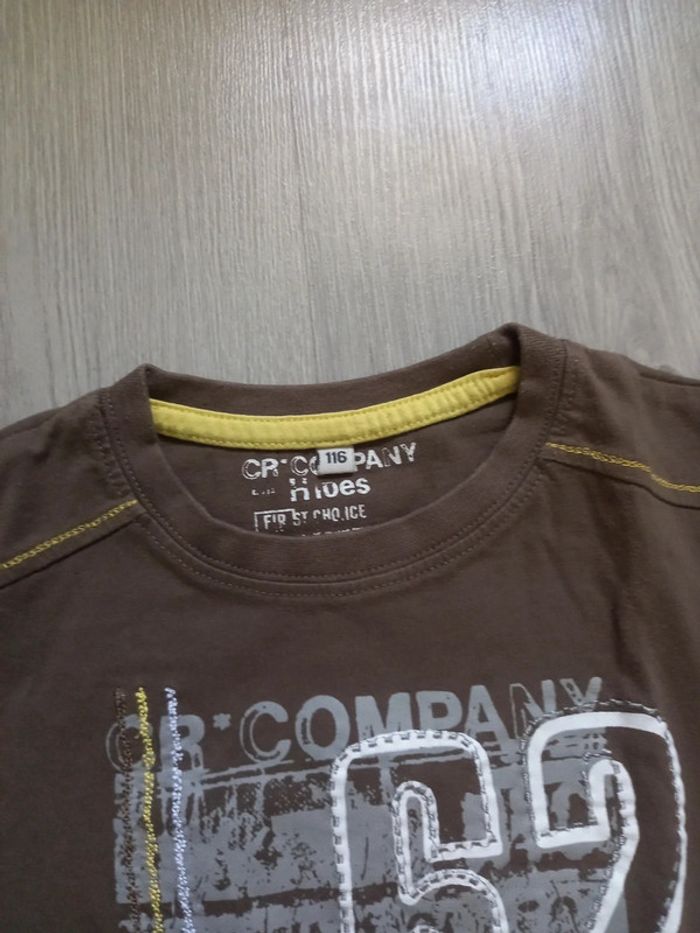 116
CR*COMPANY
FIRST CHOICE
CR*COMPANY
62